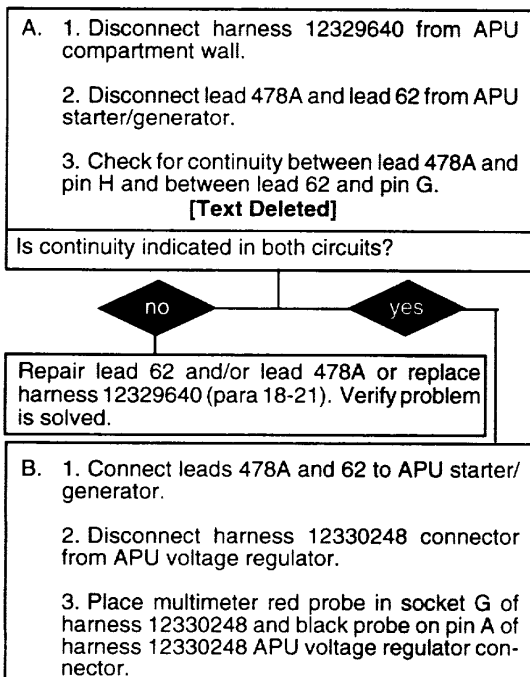 A. 1. Disconnect harness 12329640 from APU
compartment wall.
2. Disconnect lead 478A and lead 62 from APU
starter/generator.
3. Check for continuity between lead 478A and
pin H and between lead 62 and pin G.
[Text Deleted]
Is continuity indicated in both circuits?
no
yes
Repair lead 62 and/or lead 478A or replace
harness 12329640 (para 18-21). Verify problem
is solved.
B. 1. Connect leads 478A and 62 to APU starter/
generator.
2. Disconnect harness 12330248 connector
from APU voltage regulator.
3. Place multimeter red probe in socket G of
harness 12330248 and black probe on pin A of
harness 12330248 APU voltage regulator con-
nector.